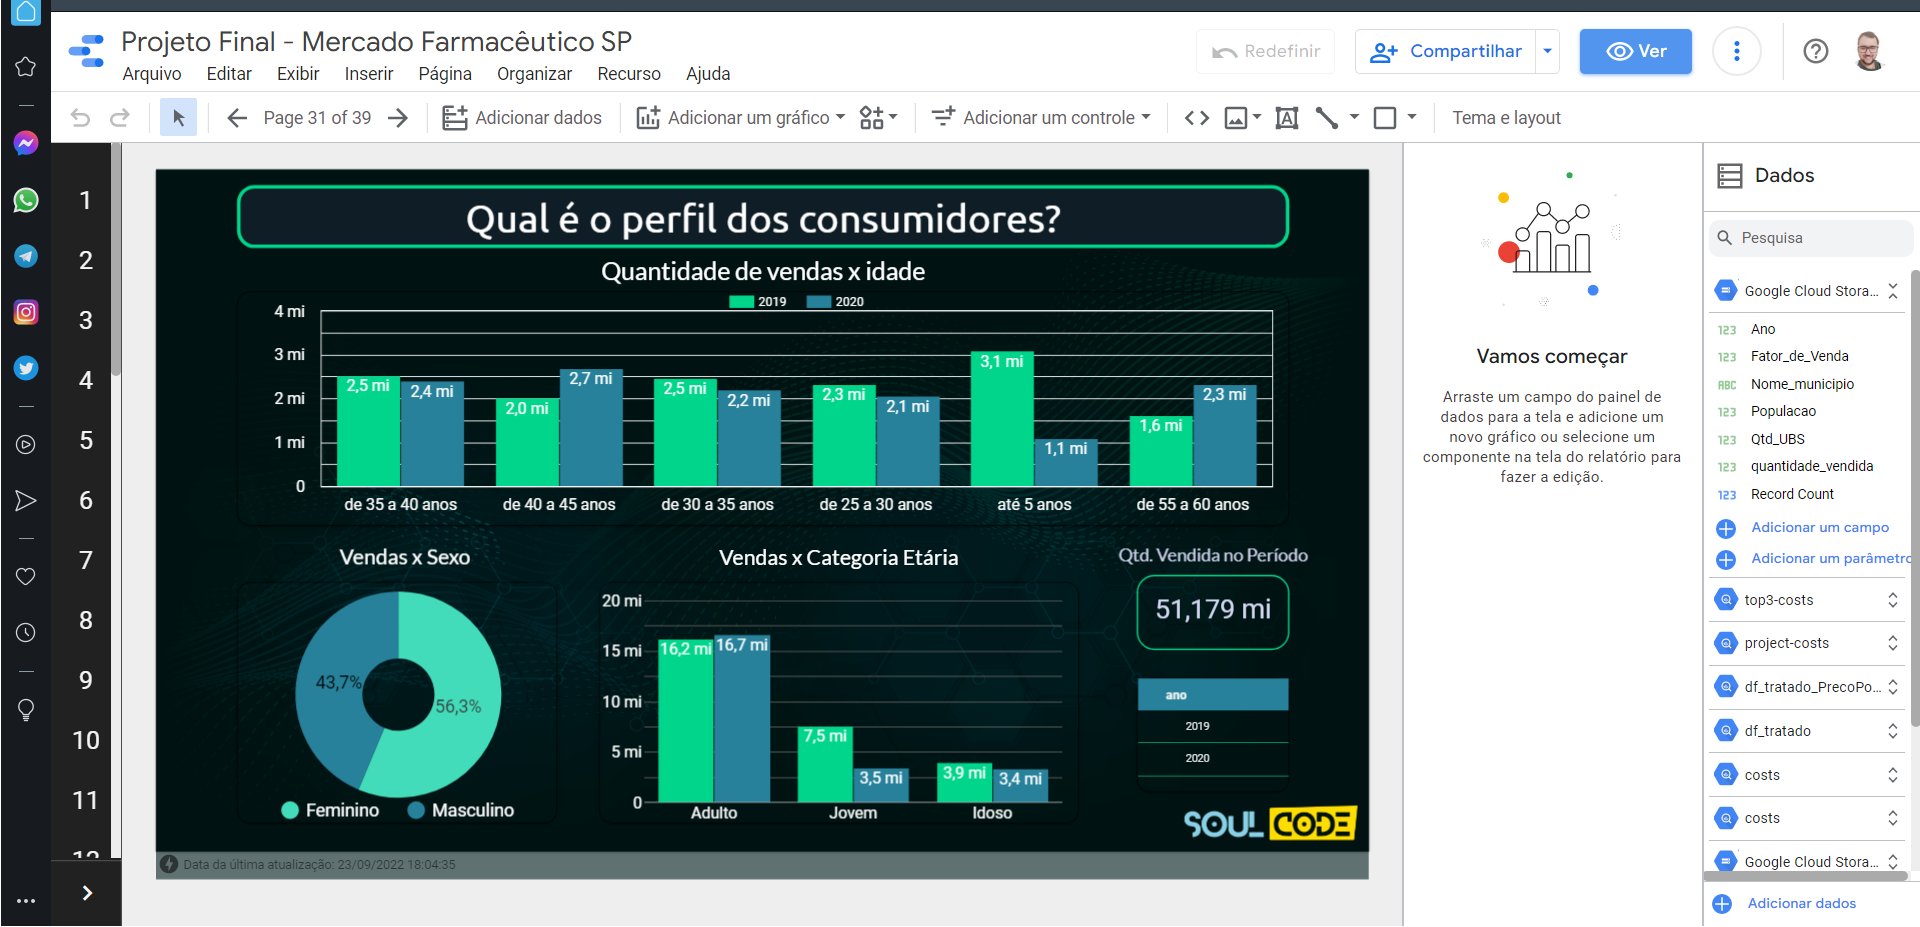 Projeto Final - Mercado Farmacêutico SP
Arquivo Editar Exibir Inserir Página Organizar Recurso Ajuda
Redefinir
Compartilhar
Ver
Page 31 of 39
Adicionar dados
Adicionar um gráfico
Adicionar um controle
Tema e layout
1
2
3
4
5
6
7
8
9
10
11
12
Qual é o perfil dos consumidores?
Quantidade de vendas x idade
2019 2020
4 mi
3 mi
2 mi
1 mi
0
2,5 mi 2,4 mi 2,0 mi 2,7 mi 2,5 mi 2,2 mi 2,3 mi 2,1 mi 3,1 mi 1,1 mi 1,6 mi 2,3 mi
de 35 a 40 anos de 40 a 45 anos de 30 a 35 anos de 25 a 30 anos até 5 anos de 55 a 60 anos
Vendas x Sexo
43,7%
56,3%
Feminino Masculino
Vendas x Categoria Etária
20 mi
15 mi
10 mi
5 mi
0
16,2 mi 16,7 mi
7,5 mi 3,5 mi
3,9 mi 3,4 mi
Adulto Jovem Idoso
Qtd. Vendida no Período
51,179 mi
ano
2019
2020
SOUL CODE
Data da última atualização: 23/09/2022 18:04:35
Vamos começar
Arraste um campo do painel de
dados para a tela e adicione um
novo gráfico ou selecione um
componente na tela do relatório para
fazer a edição.
Dados
Pesquisa
Google Cloud Stora...
123 Ano
123 Fator_de_Venda
ABC Nome_municipio
123 Populacao
123 Qtd_UBS
123 quantidade_vendida
123 Record Count
Adicionar um campo
Adicionar um parâmetro
top3-costs
project-costs
df_tratado_PrecoPo...
df_tratado
costs
costs
Google Cloud Stora...
Adicionar dados